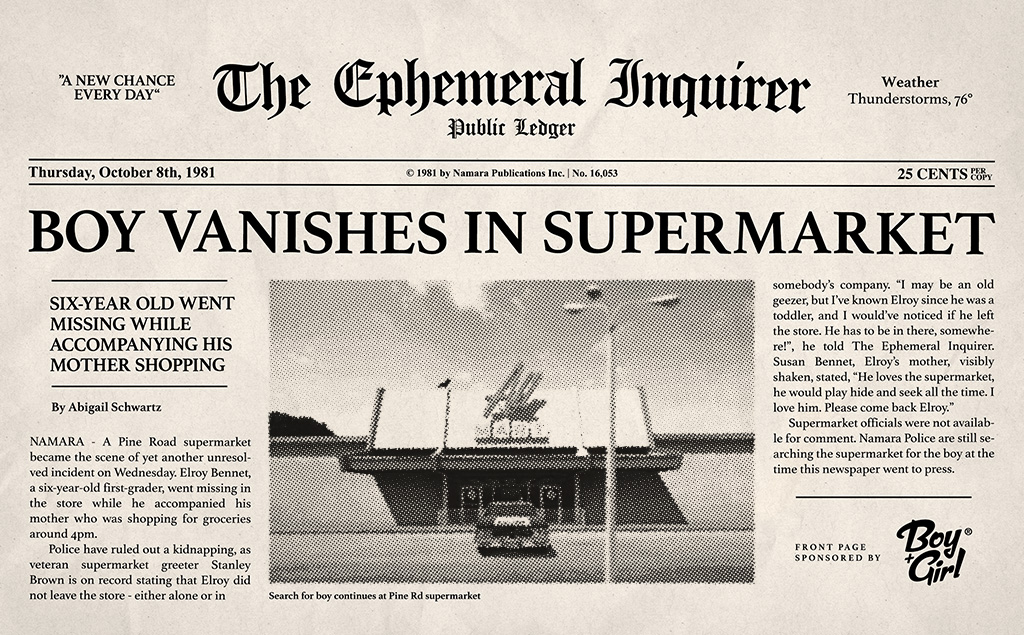 "A NEW CHANCE
EVERY DAY“
The Ephemeral Inquirer
Public Ledger
Weather
Thunderstorms, 76°
Thursday, October 8th, 1981
© 1981 by Namara Publications Inc. | No. 16,053
25 CENTS PER COPY
BOY VANISHES IN SUPERMARKET
SIX-YEAR OLD WENT
MISSING WHILE
ACCOMPANYING HIS
MOTHER SHOPPING
By Abigail Schwartz
NAMARA - A Pine Road supermarket
became the scene of yet another unresol-
ved incident on Wednesday. Elroy Bennet,
a six-year-old first-grader, went missing in
the store while he accompanied his
mother who was shopping for groceries
around 4pm.
Police have ruled out a kidnapping, as
veteran supermarket greeter Stanley
Brown is on record stating that Elroy did
not leave the store - either alone or in
Search for boy continues at Pine Rd supermarket
somebody's company. “I may be an old
geezer, but I've known Elroy since he was a
toddler, and I would've noticed if he left
the store. He has to be in there, somewhe-
re!”, he told The Ephemeral Inquirer.
Susan Bennet, Elroy's mother, visibly
shaken, stated, “He loves the supermarket,
he would play hide and seek all the time. I
love him. Please come back Elroy.”
Supermarket officials were not availab-
le for comment. Namara Police are still se-
arching the supermarket for the boy at the
time this newspaper went to press.
FRONT PAGE
SPONSORED BY
Boy®
+
Girl